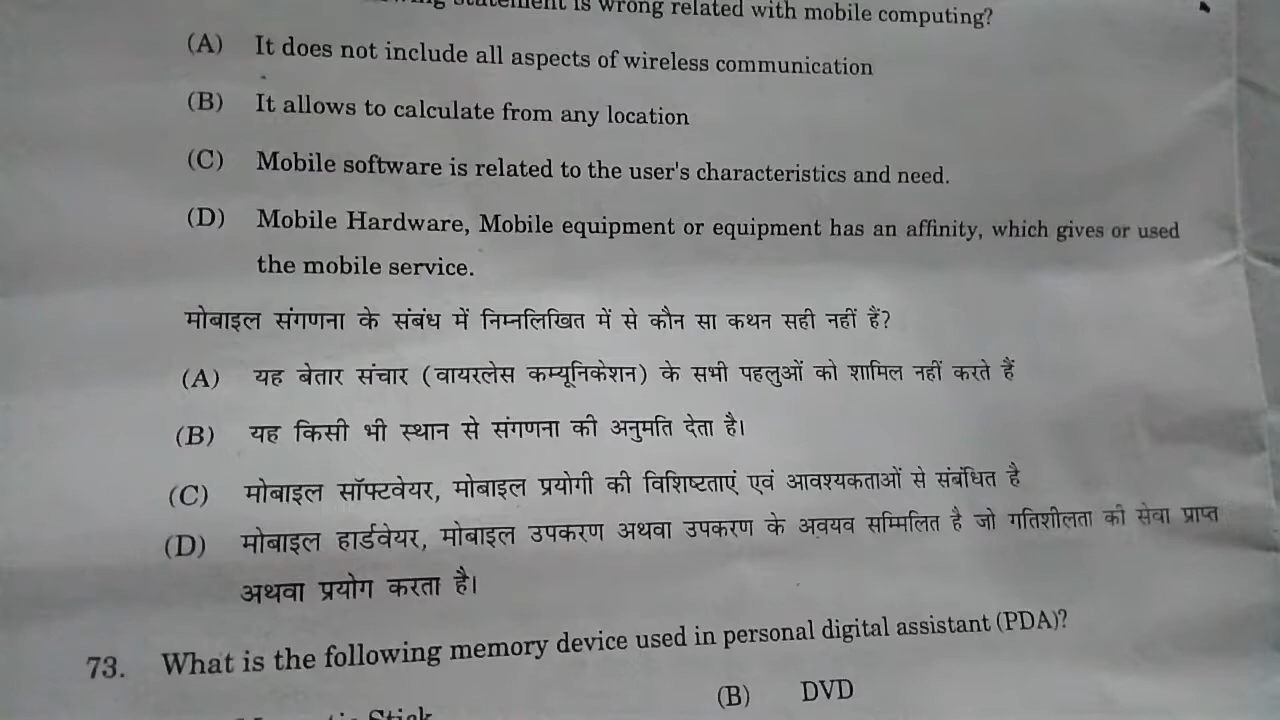 statement is wrong related with mobile computing?
(A) It does not include all aspects of wireless communication
(B) It allows to calculate from any location
(C) Mobile software is related to the user's characteristics and need.
(D) Mobile Hardware, Mobile equipment or equipment has an affinity, which gives or used
the mobile service.
मोबाइल संगणना के संबंध में निम्नलिखित में से कौन सा कथन सही नहीं हैं?
(A) यह बेतार संचार (वायरलेस कम्यूनिकेशन) के सभी पहलुओं को शामिल नहीं करते हैं
(B) यह किसी भी स्थान से संगणना की अनुमति देता है।
(C) मोबाइल सॉफ्टवेयर, मोबाइल प्रयोगी की विशिष्टताएं एवं आवश्यकताओं से संबंधित है
(D) मोबाइल हार्डवेयर, मोबाइल उपकरण अथवा उपकरण के अवयव सम्मिलित है जो गतिशीलता की सेवा प्राप्त
अथवा प्रयोग करता है।
73. What is the following memory device used in personal digital assistant (PDA)?
(B) DVD
Stick